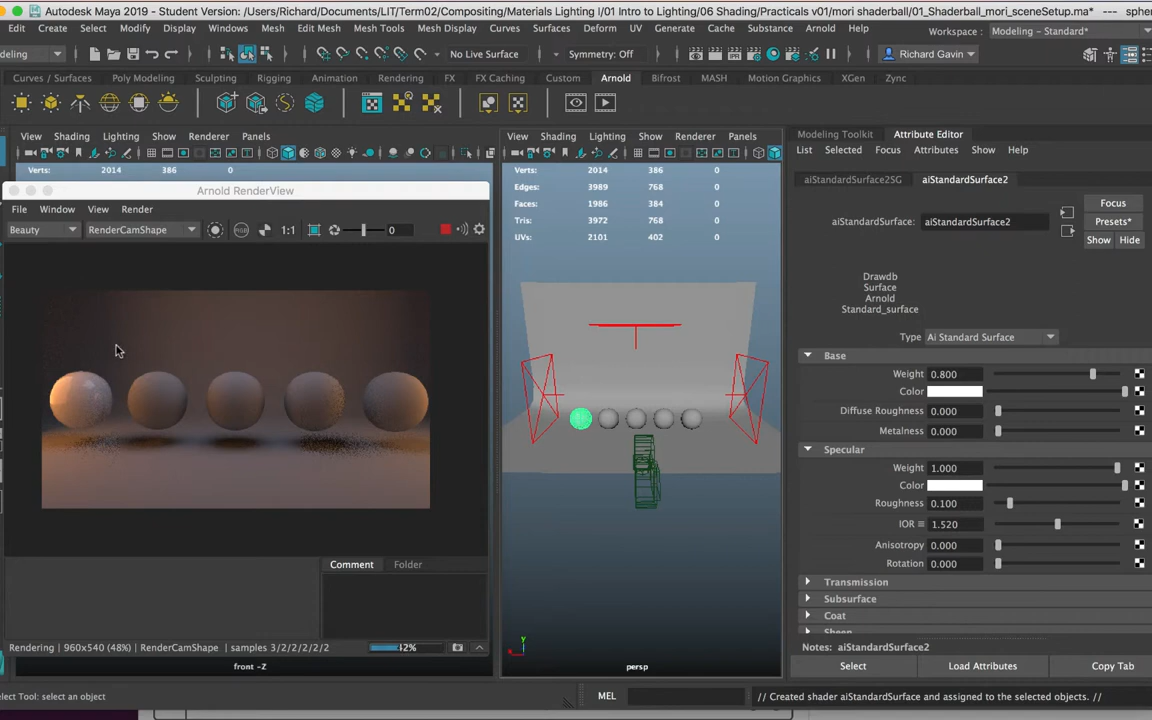 Autodesk Maya 2019 - Student Version: /Users/Richard/Documents/LIT/Term02/Compositing/Materials Lighting I/01 Intro to Lighting/06 Shading/Practicals v01/mori shaderball/01_Shaderball_mori_sceneSetup.ma* --- sphe
Edit Create Select Modify Display Windows Mesh Edit Mesh Mesh Tools Mesh Display Curves Surfaces Deform UV Generate Cache Substance Arnold Help Workspace : Modeling - Standard*
deling No Live Surface Symmetry: Off Richard Gavin
Curves / Surfaces Poly Modeling Sculpting Rigging Animation Rendering FX FX Caching Custom Arnold Bifrost MASH Motion Graphics XGen Zync
View Shading Lighting Show Renderer Panels
Verts: 2014 386 0
Arnold RenderView
File Window View Render
Beauty RenderCamShape RGB 1:1 0
Comment Folder
Rendering | 960x540 (48%) | RenderCamShape | samples 3/2/2/2/2/2 42%
front -Z
View Shading Lighting Show Renderer Panels
Verts: 2014 386 0
Edges: 3989 768 0
Faces: 1986 384 0
Tris: 3972 768 0
UVs: 2101 402 0
Y
persp
Modeling Toolkit Attribute Editor
List Selected Focus Attributes Show Help
aiStandardSurface2SG aiStandardSurface2
Focus
aiStandardSurface: aiStandardSurface2 Presets*
Show Hide
Drawdb
Surface
Arnold
Standard_surface
Type Ai Standard Surface
Base
Weight 0.800
Color
Diffuse Roughness 0.000
Metalness 0.000
Specular
Weight 1.000
Color
Roughness 0.100
IOR 1.520
Anisotropy 0.000
Rotation 0.000
Transmission
Subsurface
Coat
Sheen
Notes: aiStandardSurface2
Select Load Attributes Copy Tab
elect Tool: select an object MEL // Created shader aiStandardSurface and assigned to the selected objects. //